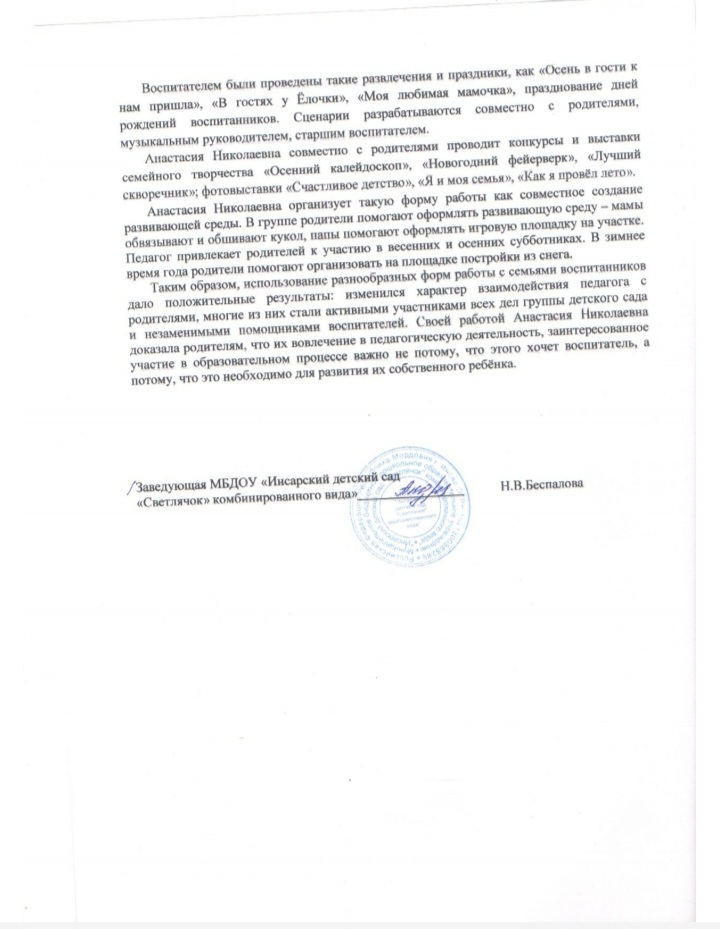 Воспитателем были проведены такие развлечения и праздники, как «Осень в гости к
нам пришла», «В гостях у Ёлочки», «Моя любимая мамочка», празднование дней
рождений воспитанников. Сценарии разрабатываются совместно с родителями,
музыкальным руководителем, старшим воспитателем.
Анастасия Николаевна совместно с родителями проводит конкурсы и выставки
семейного творчества «Осенний калейдоскоп», «Новогодний фейерверк», «Лучший
скворечник»; фотовыставки «Счастливое детство», «Я и моя семья», «Как я провёл лето».
Анастасия Николаевна организует такую форму работы как совместное создание
развивающей среды. В группе родители помогают оформлять развивающую среду – мамы
обвязывают и обшивают кукол, папы помогают оформлять игровую площадку на участке.
Педагог привлекает родителей к участию в весенних и осенних субботниках. В зимнее
время года родители помогают организовать на площадке постройки из снега.
Таким образом, использование разнообразных форм работы с семьями воспитанников
дало положительные результаты: изменился характер взаимодействия педагога с
родителями, многие из них стали активными участниками всех дел группы детского сада
и незаменимыми помощниками воспитателей. Своей работой Анастасия Николаевна
доказала родителям, что их вовлечение в педагогическую деятельность, заинтересованное
участие в образовательном процессе важно не потому, что этого хочет воспитатель, а
потому, что это необходимо для развития их собственного ребёнка.
Заведующая МБДОУ «Инсарский детский сад
«Светлячок» комбинированного вида» Н.В.Беспалова